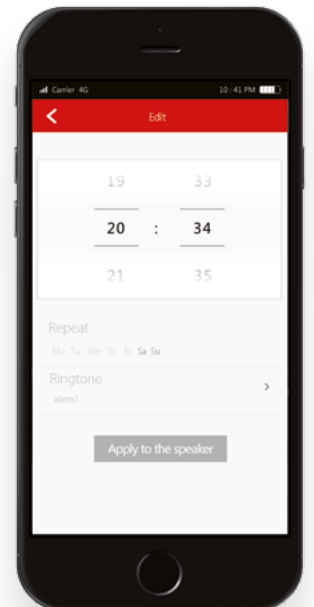 Carrier 4G 10:41 PM
Edit
19 33
20 : 34
21 35
Repeat
Mo Tu We Th Fr Sa Su
Ringtone
alarm1
Apply to the speaker